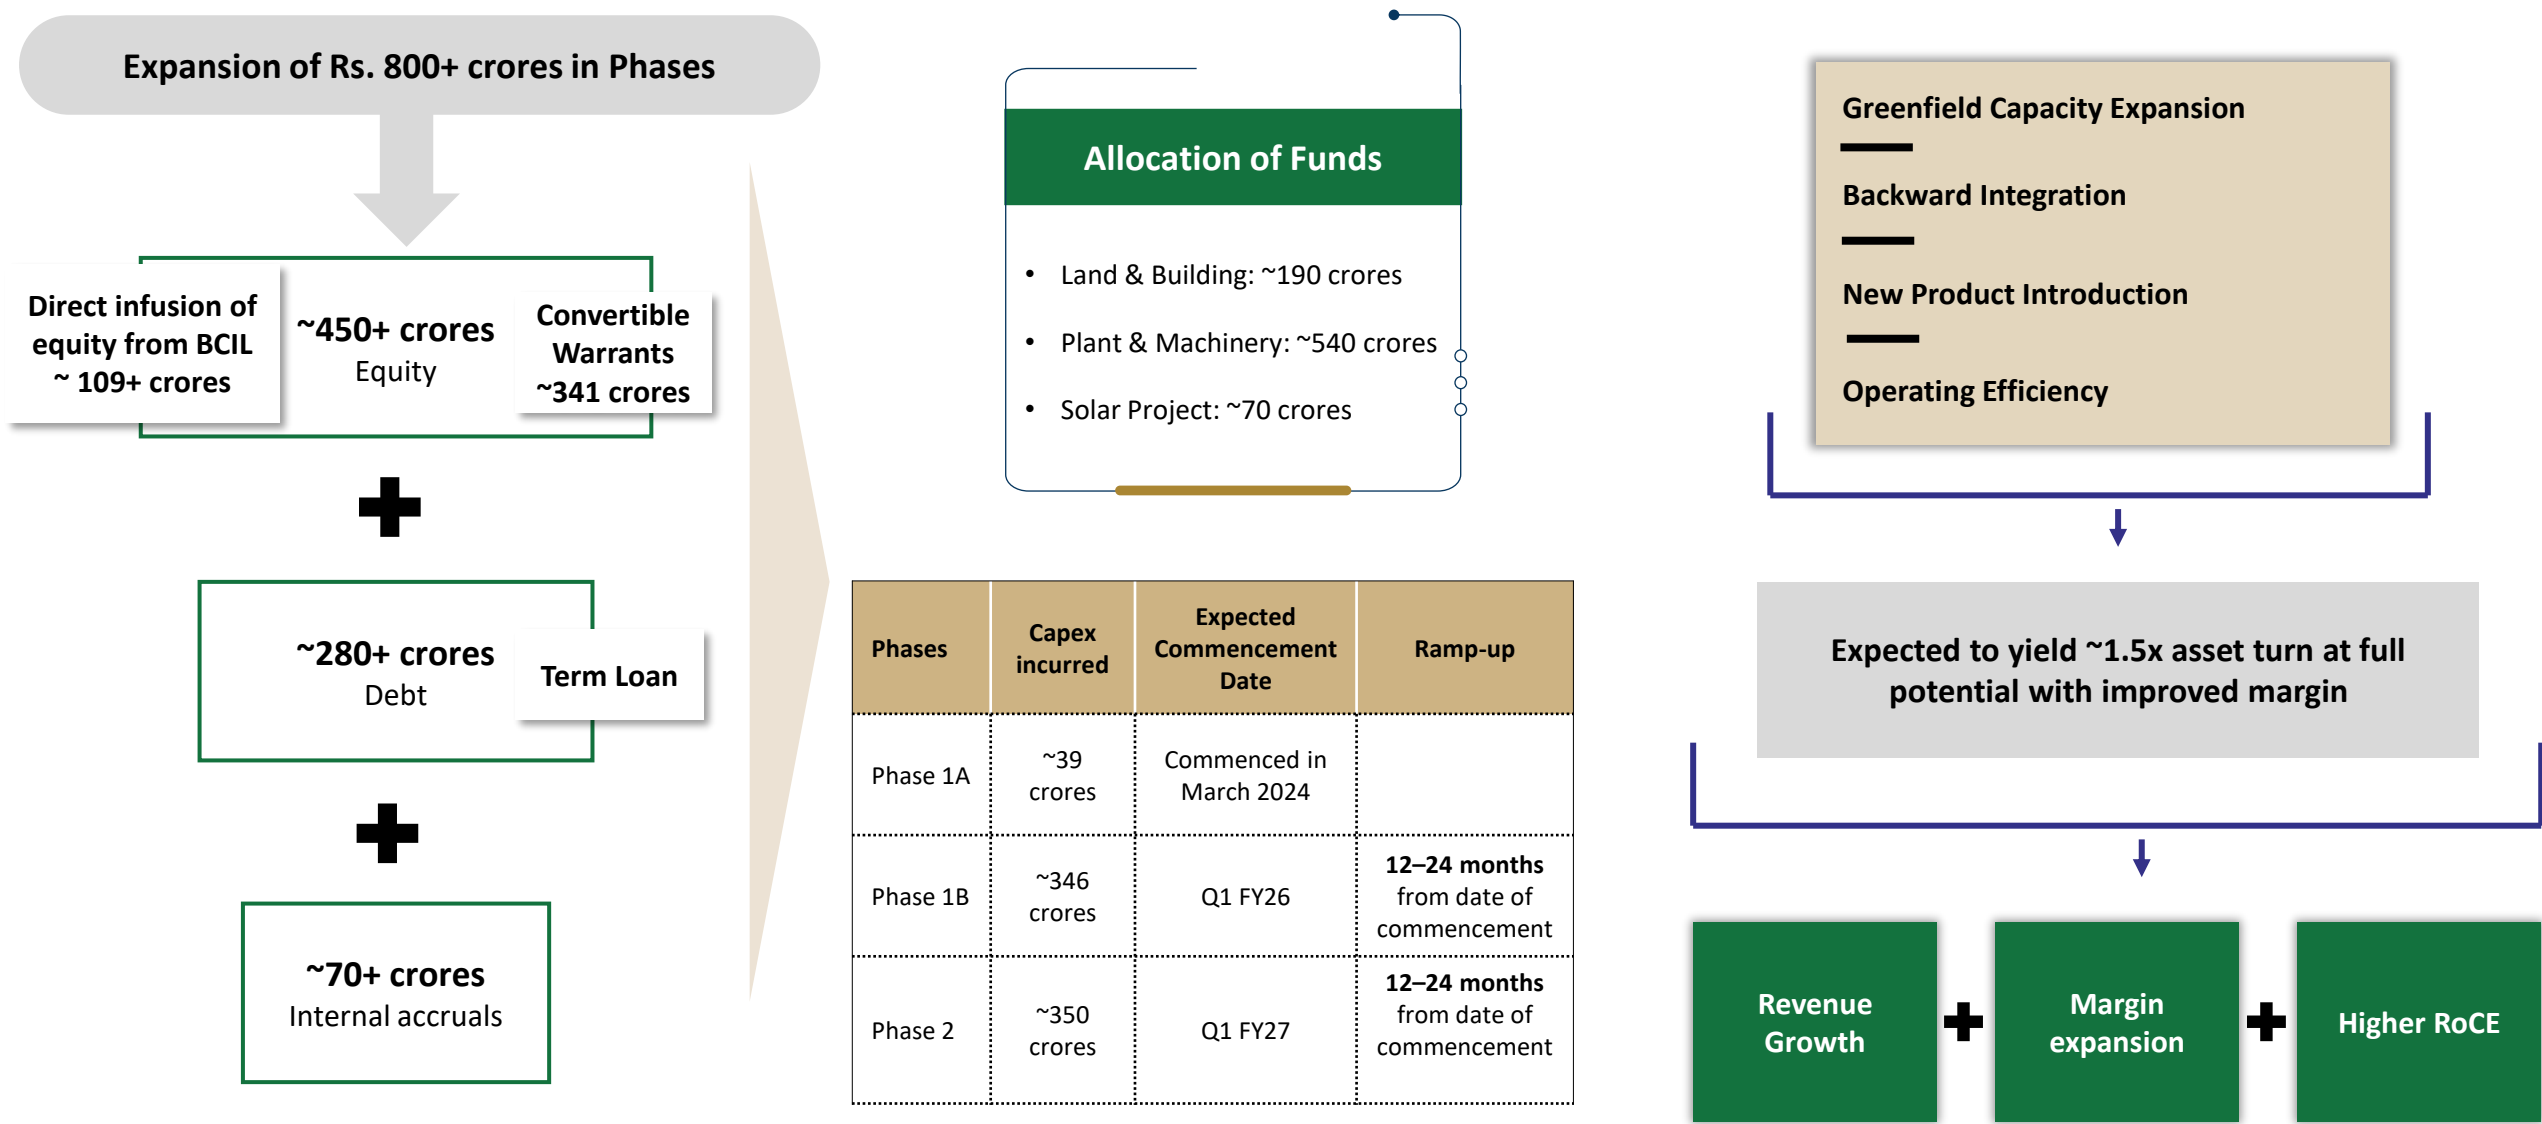 Expansion of Rs. 800+ crores in Phases
Direct infusion of
equity from BCIL
~ 109+ crores
~450+ crores
Equity
Convertible
Warrants
~341 crores
~280+ crores
Debt
Term Loan
~70+ crores
Internal accruals
Allocation of Funds
• Land & Building: ~190 crores
• Plant & Machinery: ~540 crores
• Solar Project: ~70 crores
Phases
Capex
incurred
Expected
Commencement
Date
Ramp-up
Phase 1A
~39
crores
Commenced in
March 2024
Phase 1B
~346
crores
Q1 FY26
12–24 months
from date of
commencement
Phase 2
~350
crores
Q1 FY27
12–24 months
from date of
commencement
Greenfield Capacity Expansion
Backward Integration
New Product Introduction
Operating Efficiency
Expected to yield ~1.5x asset turn at full
potential with improved margin
Revenue
Growth
Margin
expansion
Higher RoCE